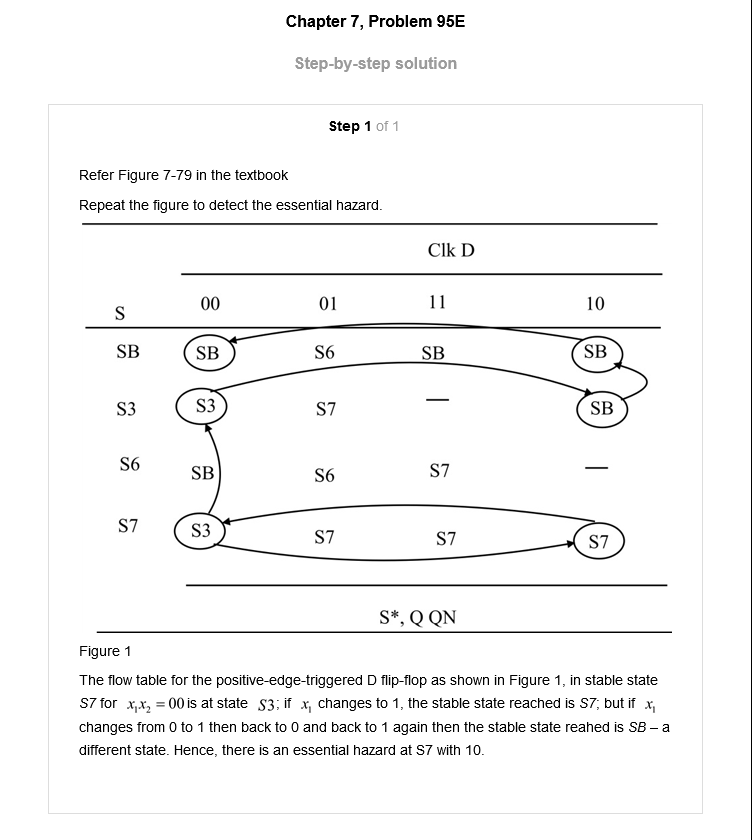 Chapter 7, Problem 95E
Step-by-step solution
Step 1 of 1
Refer Figure 7-79 in the textbook
Repeat the figure to detect the essential hazard.
Clk D
S 00 01 11 10
SB SB S6 SB SB
S3 S3 S7 — SB
S6 SB S6 S7 —
S7 S3 S7 S7 S7
S*, Q QN
Figure 1
The flow table for the positive-edge-triggered D flip-flop as shown in Figure 1, in stable state
S7 for x₁x₂ = 00 is at state S3; if x₁ changes to 1, the stable state reached is S7; but if x₁
changes from 0 to 1 then back to 0 and back to 1 again then the stable state reahed is SB – a
different state. Hence, there is an essential hazard at S7 with 10.